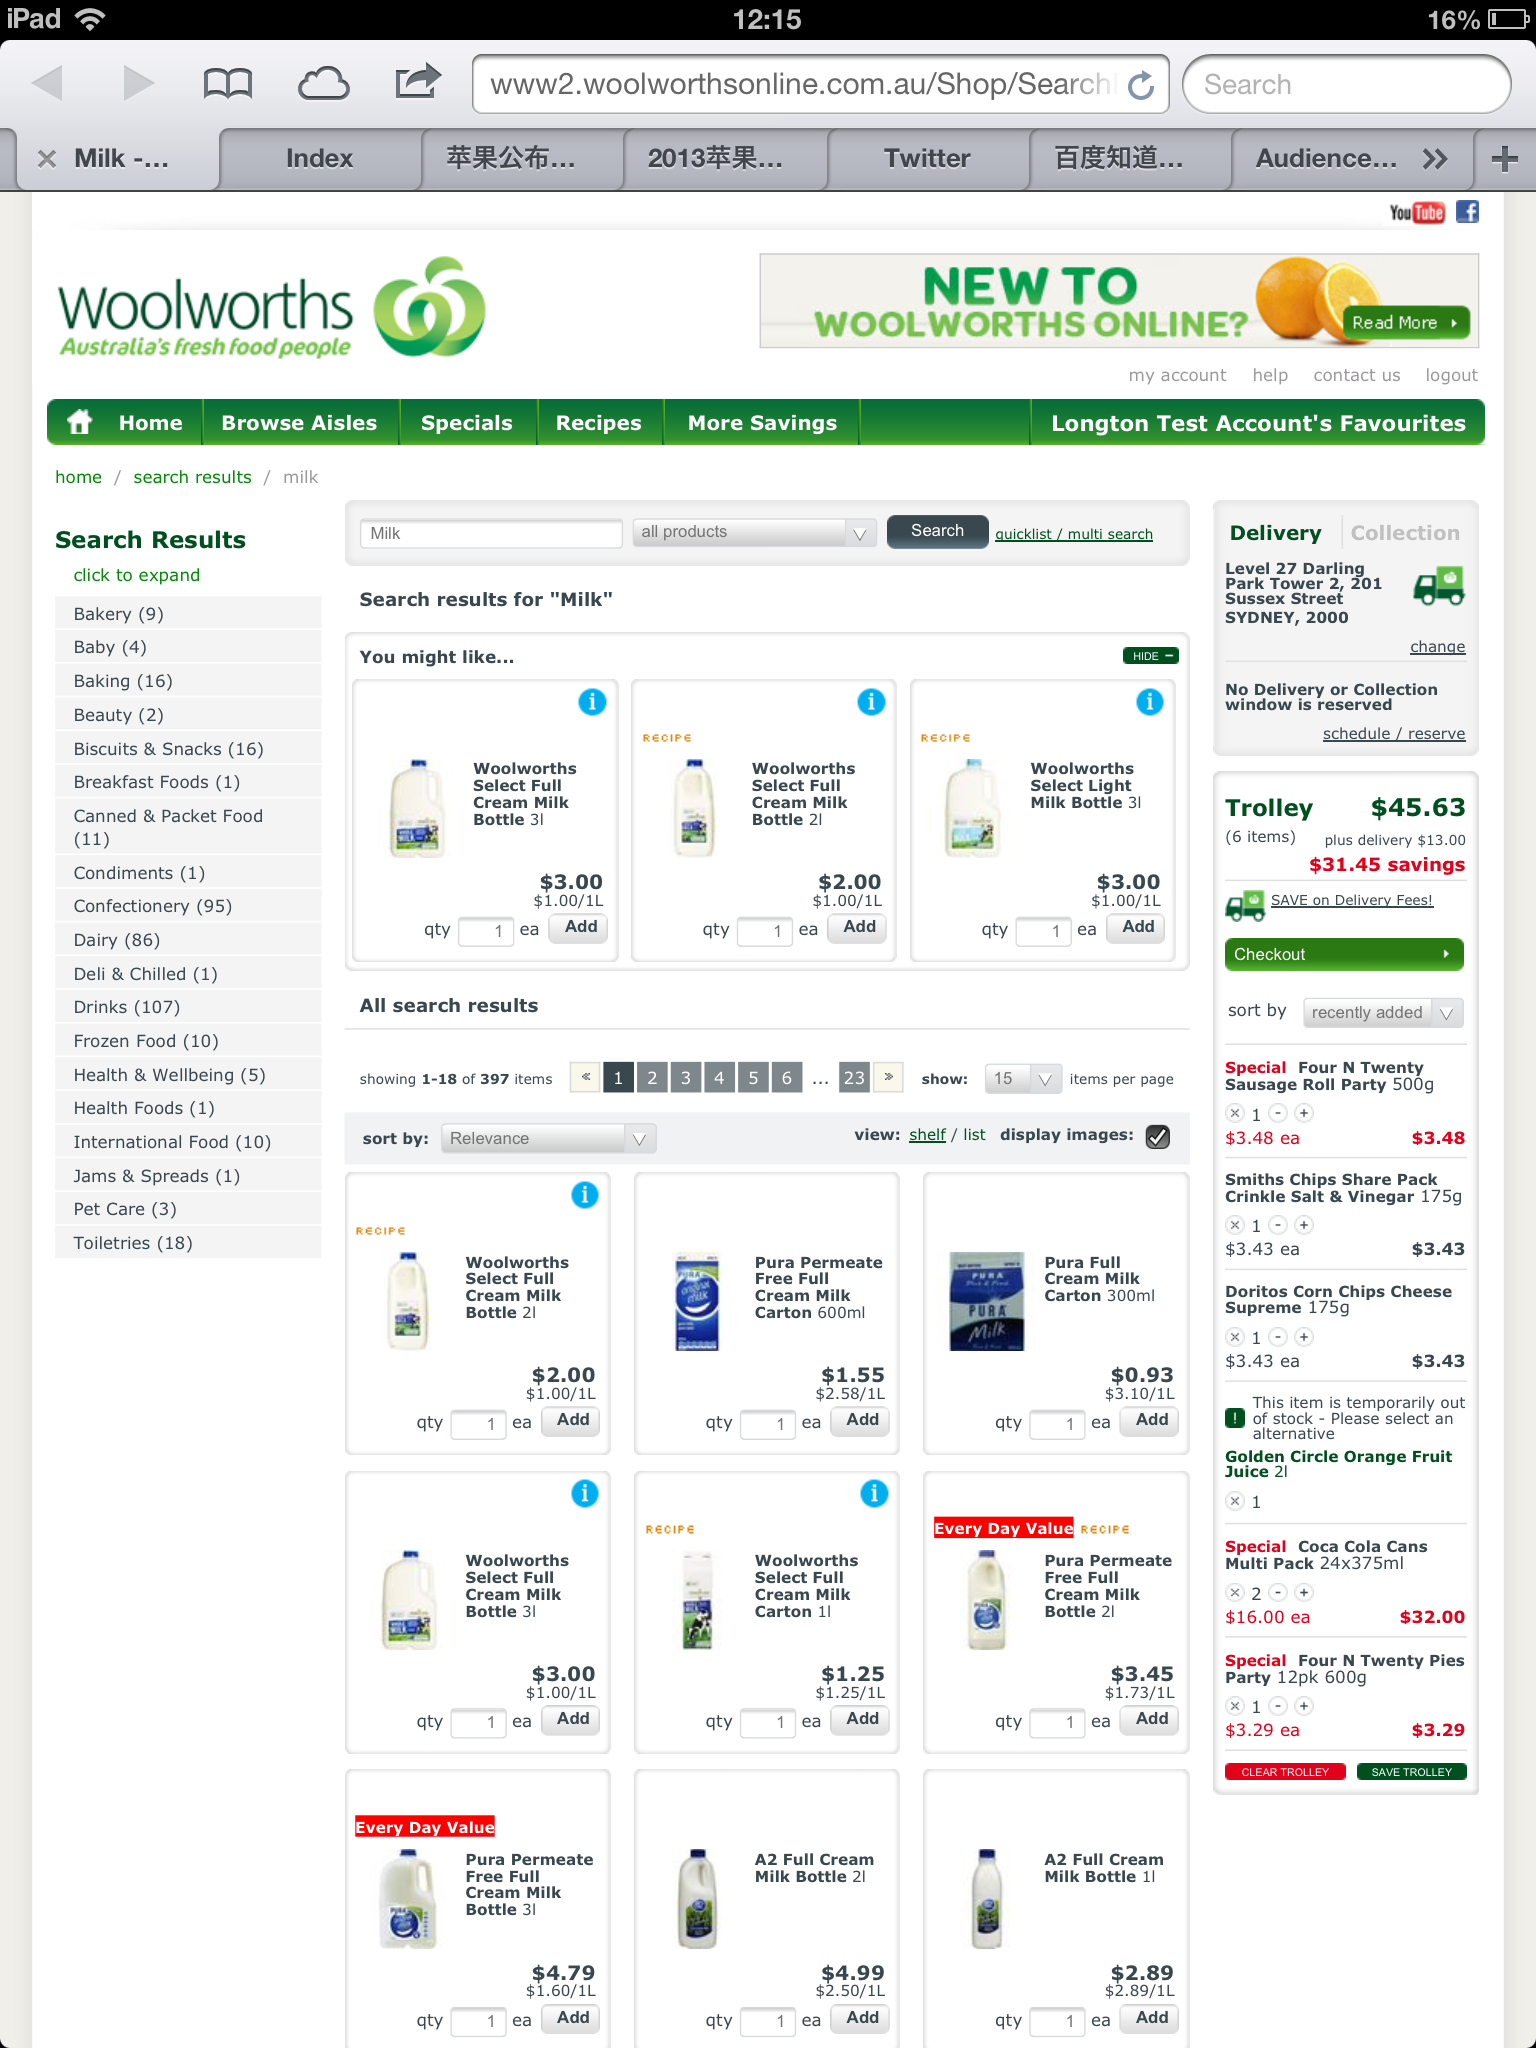 iPad
12:15
16%
www2.woolworthsonline.com.au/Shop/Search
Search
Milk -...
Index
苹果公布...
2013苹果...
Twitter
百度知道...
Audience...
YouTube
Woolworths
Australia's fresh food people
NEW TO
WOOLWORTHS ONLINE?
Read More
my account help contact us logout
Home Browse Aisles Specials Recipes More Savings Longton Test Account's Favourites
home / search results / milk
Search Results
click to expand
Bakery (9)
Baby (4)
Baking (16)
Beauty (2)
Biscuits & Snacks (16)
Breakfast Foods (1)
Canned & Packet Food
(11)
Condiments (1)
Confectionery (95)
Dairy (86)
Deli & Chilled (1)
Drinks (107)
Frozen Food (10)
Health & Wellbeing (5)
Health Foods (1)
International Food (10)
Jams & Spreads (1)
Pet Care (3)
Toiletries (18)
Milk
all products
Search
quicklist / multi search
Search results for "Milk"
You might like...
HIDE −
Woolworths
Select Full
Cream Milk
Bottle 3l
$3.00
$1.00/1L
qty 1 ea Add
RECIPE
Woolworths
Select Full
Cream Milk
Bottle 2l
$2.00
$1.00/1L
qty 1 ea Add
RECIPE
Woolworths
Select Light
Milk Bottle 3l
$3.00
$1.00/1L
qty 1 ea Add
All search results
showing 1-18 of 397 items
« 1 2 3 4 5 6 ... 23 »
show: 15 items per page
sort by: Relevance
view: shelf / list display images:
RECIPE
Woolworths
Select Full
Cream Milk
Bottle 2l
$2.00
$1.00/1L
qty 1 ea Add
PURA
Pura Permeate
Free Full
Cream Milk
Carton 600ml
$1.55
$2.58/1L
qty 1 ea Add
PURA
PURA
Milk
Pura Full
Cream Milk
Carton 300ml
$0.93
$3.10/1L
qty 1 ea Add
Woolworths
Select Full
Cream Milk
Bottle 3l
$3.00
$1.00/1L
qty 1 ea Add
RECIPE
Woolworths
Select Full
Cream Milk
Carton 1l
$1.25
$1.25/1L
qty 1 ea Add
Every Day Value RECIPE
Pura Permeate
Free Full
Cream Milk
Bottle 2l
$3.45
$1.73/1L
qty 1 ea Add
Every Day Value
Pura Permeate
Free Full
Cream Milk
Bottle 3l
$4.79
$1.60/1L
qty 1 ea Add
A2 Full Cream
Milk Bottle 2l
$4.99
$2.50/1L
qty 1 ea Add
A2 Full Cream
Milk Bottle 1l
$2.89
$2.89/1L
qty 1 ea Add
Delivery
Collection
Level 27 Darling
Park Tower 2, 201
Sussex Street
SYDNEY, 2000
change
No Delivery or Collection
window is reserved
schedule / reserve
Trolley $45.63
(6 items) plus delivery $13.00
$31.45 savings
SAVE on Delivery Fees!
Checkout
sort by recently added
Special Four N Twenty
Sausage Roll Party 500g
1 - +
$3.48 ea $3.48
Smiths Chips Share Pack
Crinkle Salt & Vinegar 175g
1 - +
$3.43 ea $3.43
Doritos Corn Chips Cheese
Supreme 175g
1 - +
$3.43 ea $3.43
This item is temporarily out
of stock - Please select an
alternative
Golden Circle Orange Fruit
Juice 2l
1
Special Coca Cola Cans
Multi Pack 24x375ml
2 - +
$16.00 ea $32.00
Special Four N Twenty Pies
Party 12pk 600g
1 - +
$3.29 ea $3.29
CLEAR TROLLEY
SAVE TROLLEY